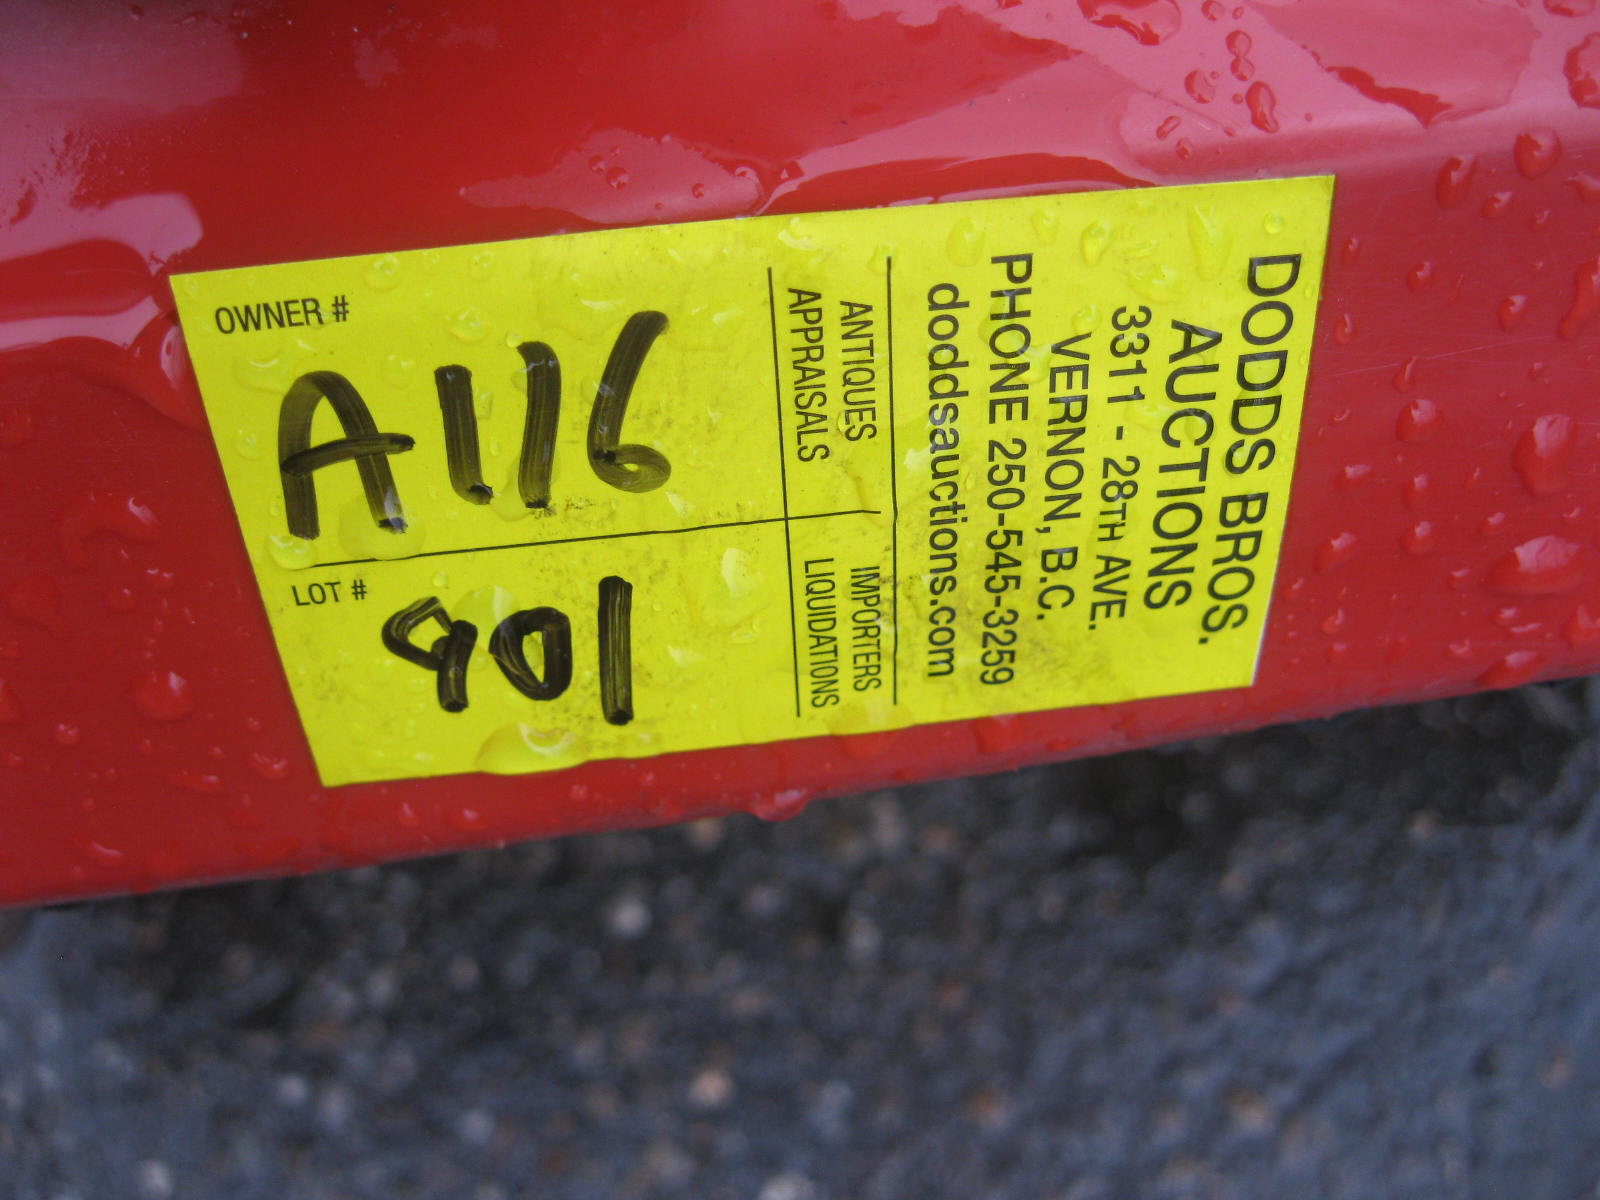 OWNER #
A116
LOT #
901
ANTIQUES
APPRAISALS
IMPORTERS
LIQUIDATIONS
DODDS BROS.
AUCTIONS
3311 - 28TH AVE.
VERNON, B.C.
PHONE 250-545-3259
doddsauctions.com